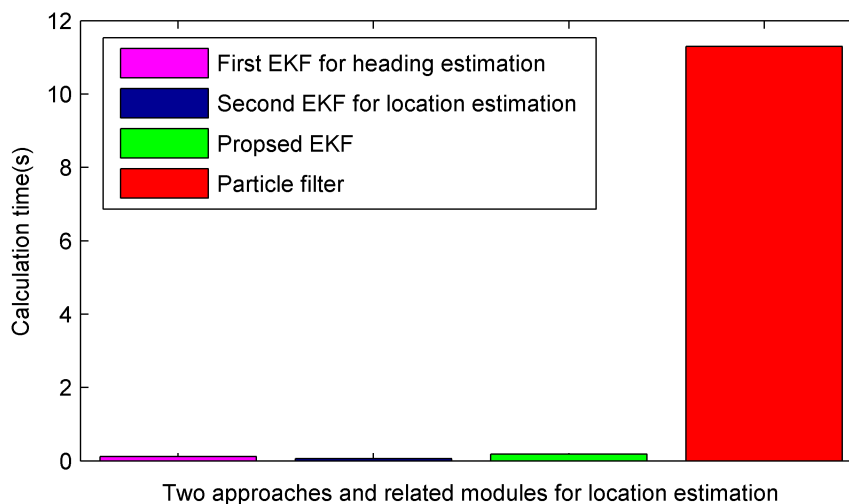 12
10
8
6
4
2
0
Calculation time(s)
First EKF for heading estimation
Second EKF for location estimation
Propsed EKF
Particle filter
Two approaches and related modules for location estimation